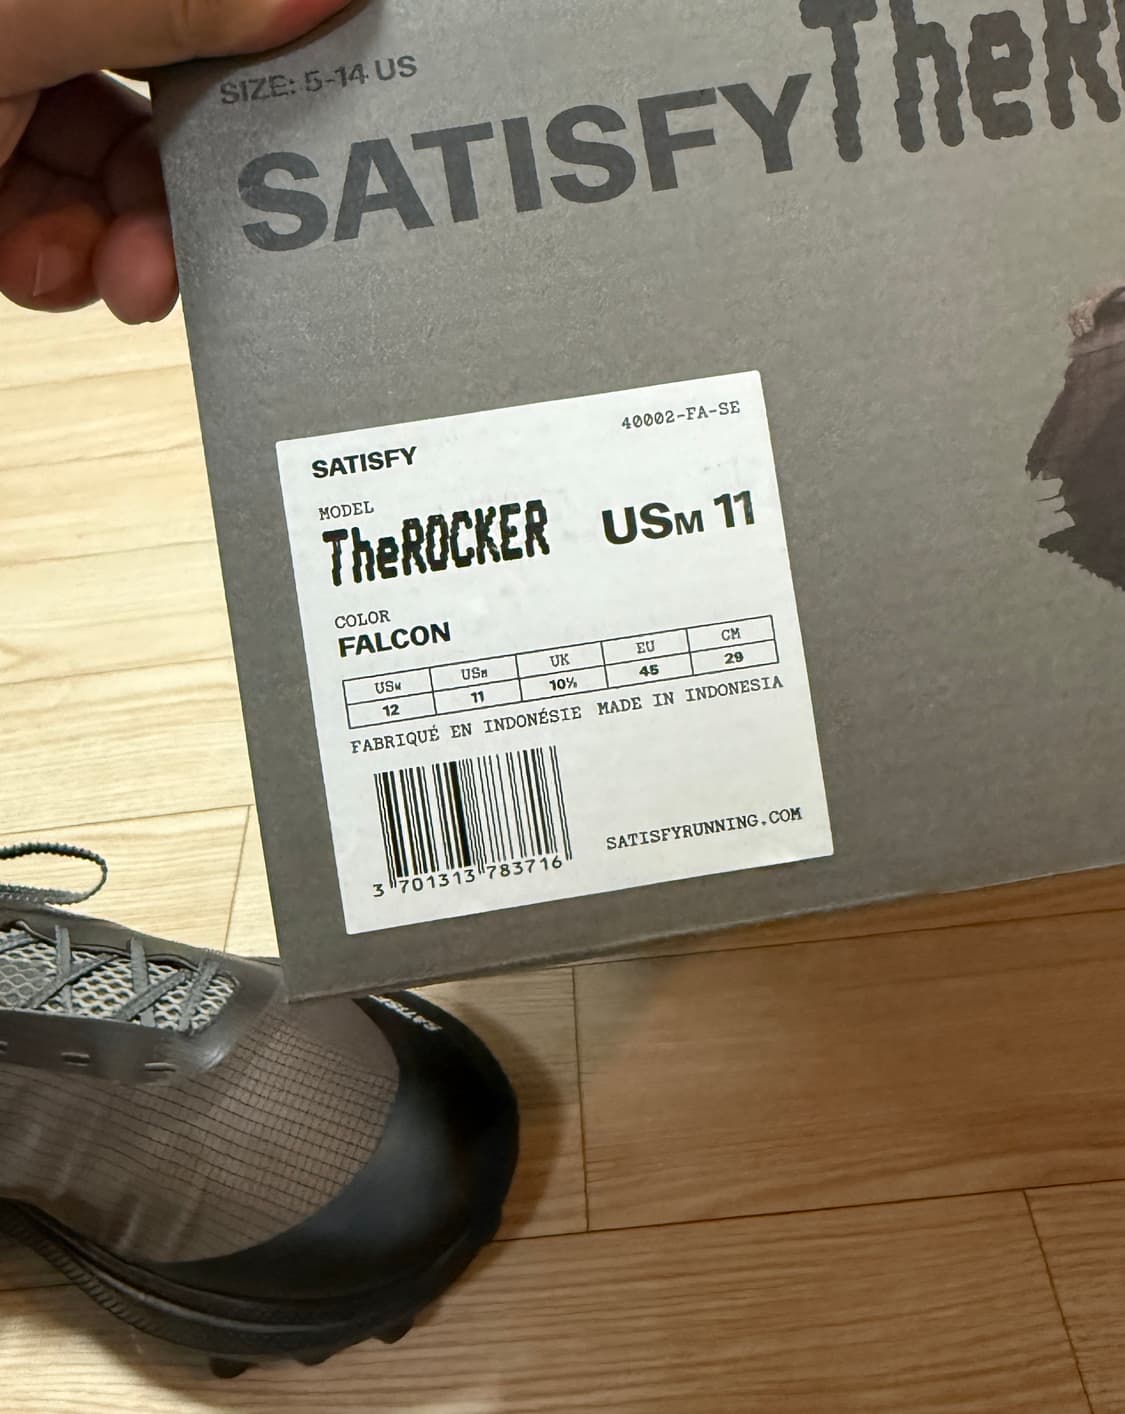 SIZE: 5-14 US
SATISFY TheR
40002-FA-SE
SATISFY
MODEL
TheROCKER USM 11
COLOR
FALCON
USW USM UK EU CM
12 11 10½ 45 29
FABRIQUÉ EN INDONÉSIE MADE IN INDONESIA
SATISFYRUNNING.COM
3 701313 783716